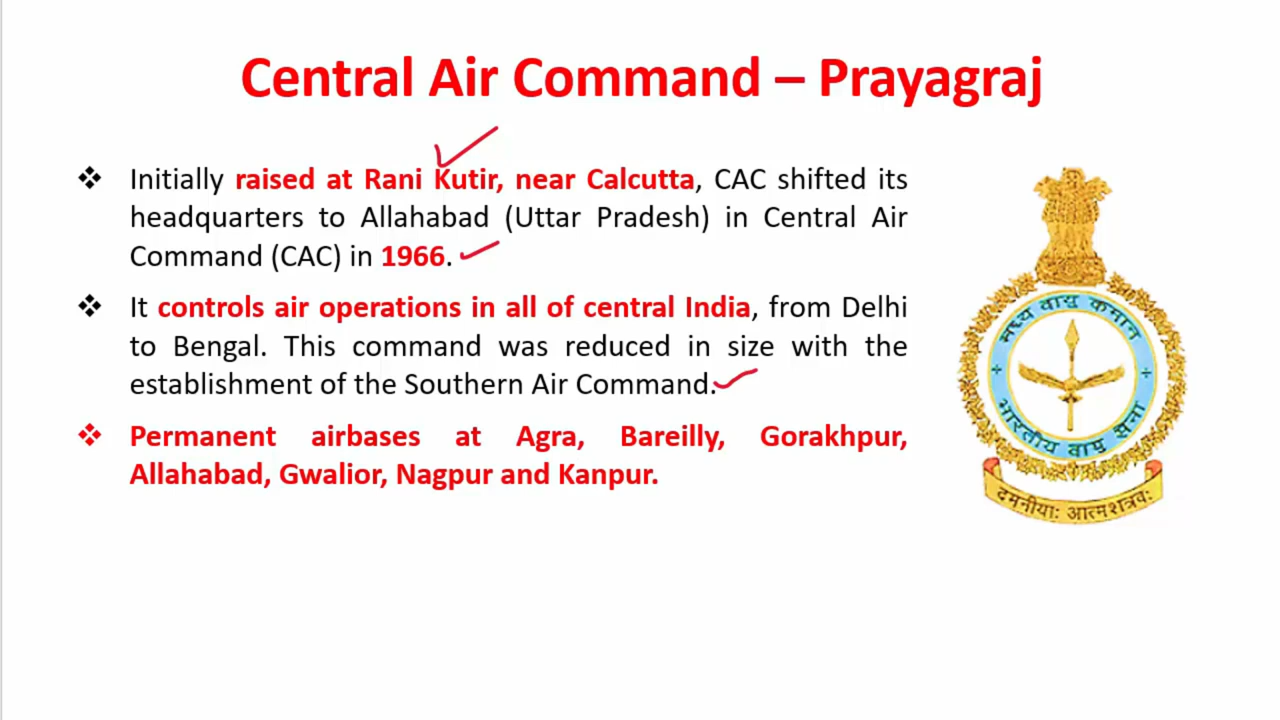 Central Air Command – Prayagraj
❖ Initially raised at Rani Kutir, near Calcutta, CAC shifted its
headquarters to Allahabad (Uttar Pradesh) in Central Air
Command (CAC) in 1966.
❖ It controls air operations in all of central India, from Delhi
to Bengal. This command was reduced in size with the
establishment of the Southern Air Command.
❖ Permanent airbases at Agra, Bareilly, Gorakhpur,
Allahabad, Gwalior, Nagpur and Kanpur.
मध्य वायु कमान
भारतीय वायु सेना
दमनीयाः आत्मशत्रवः